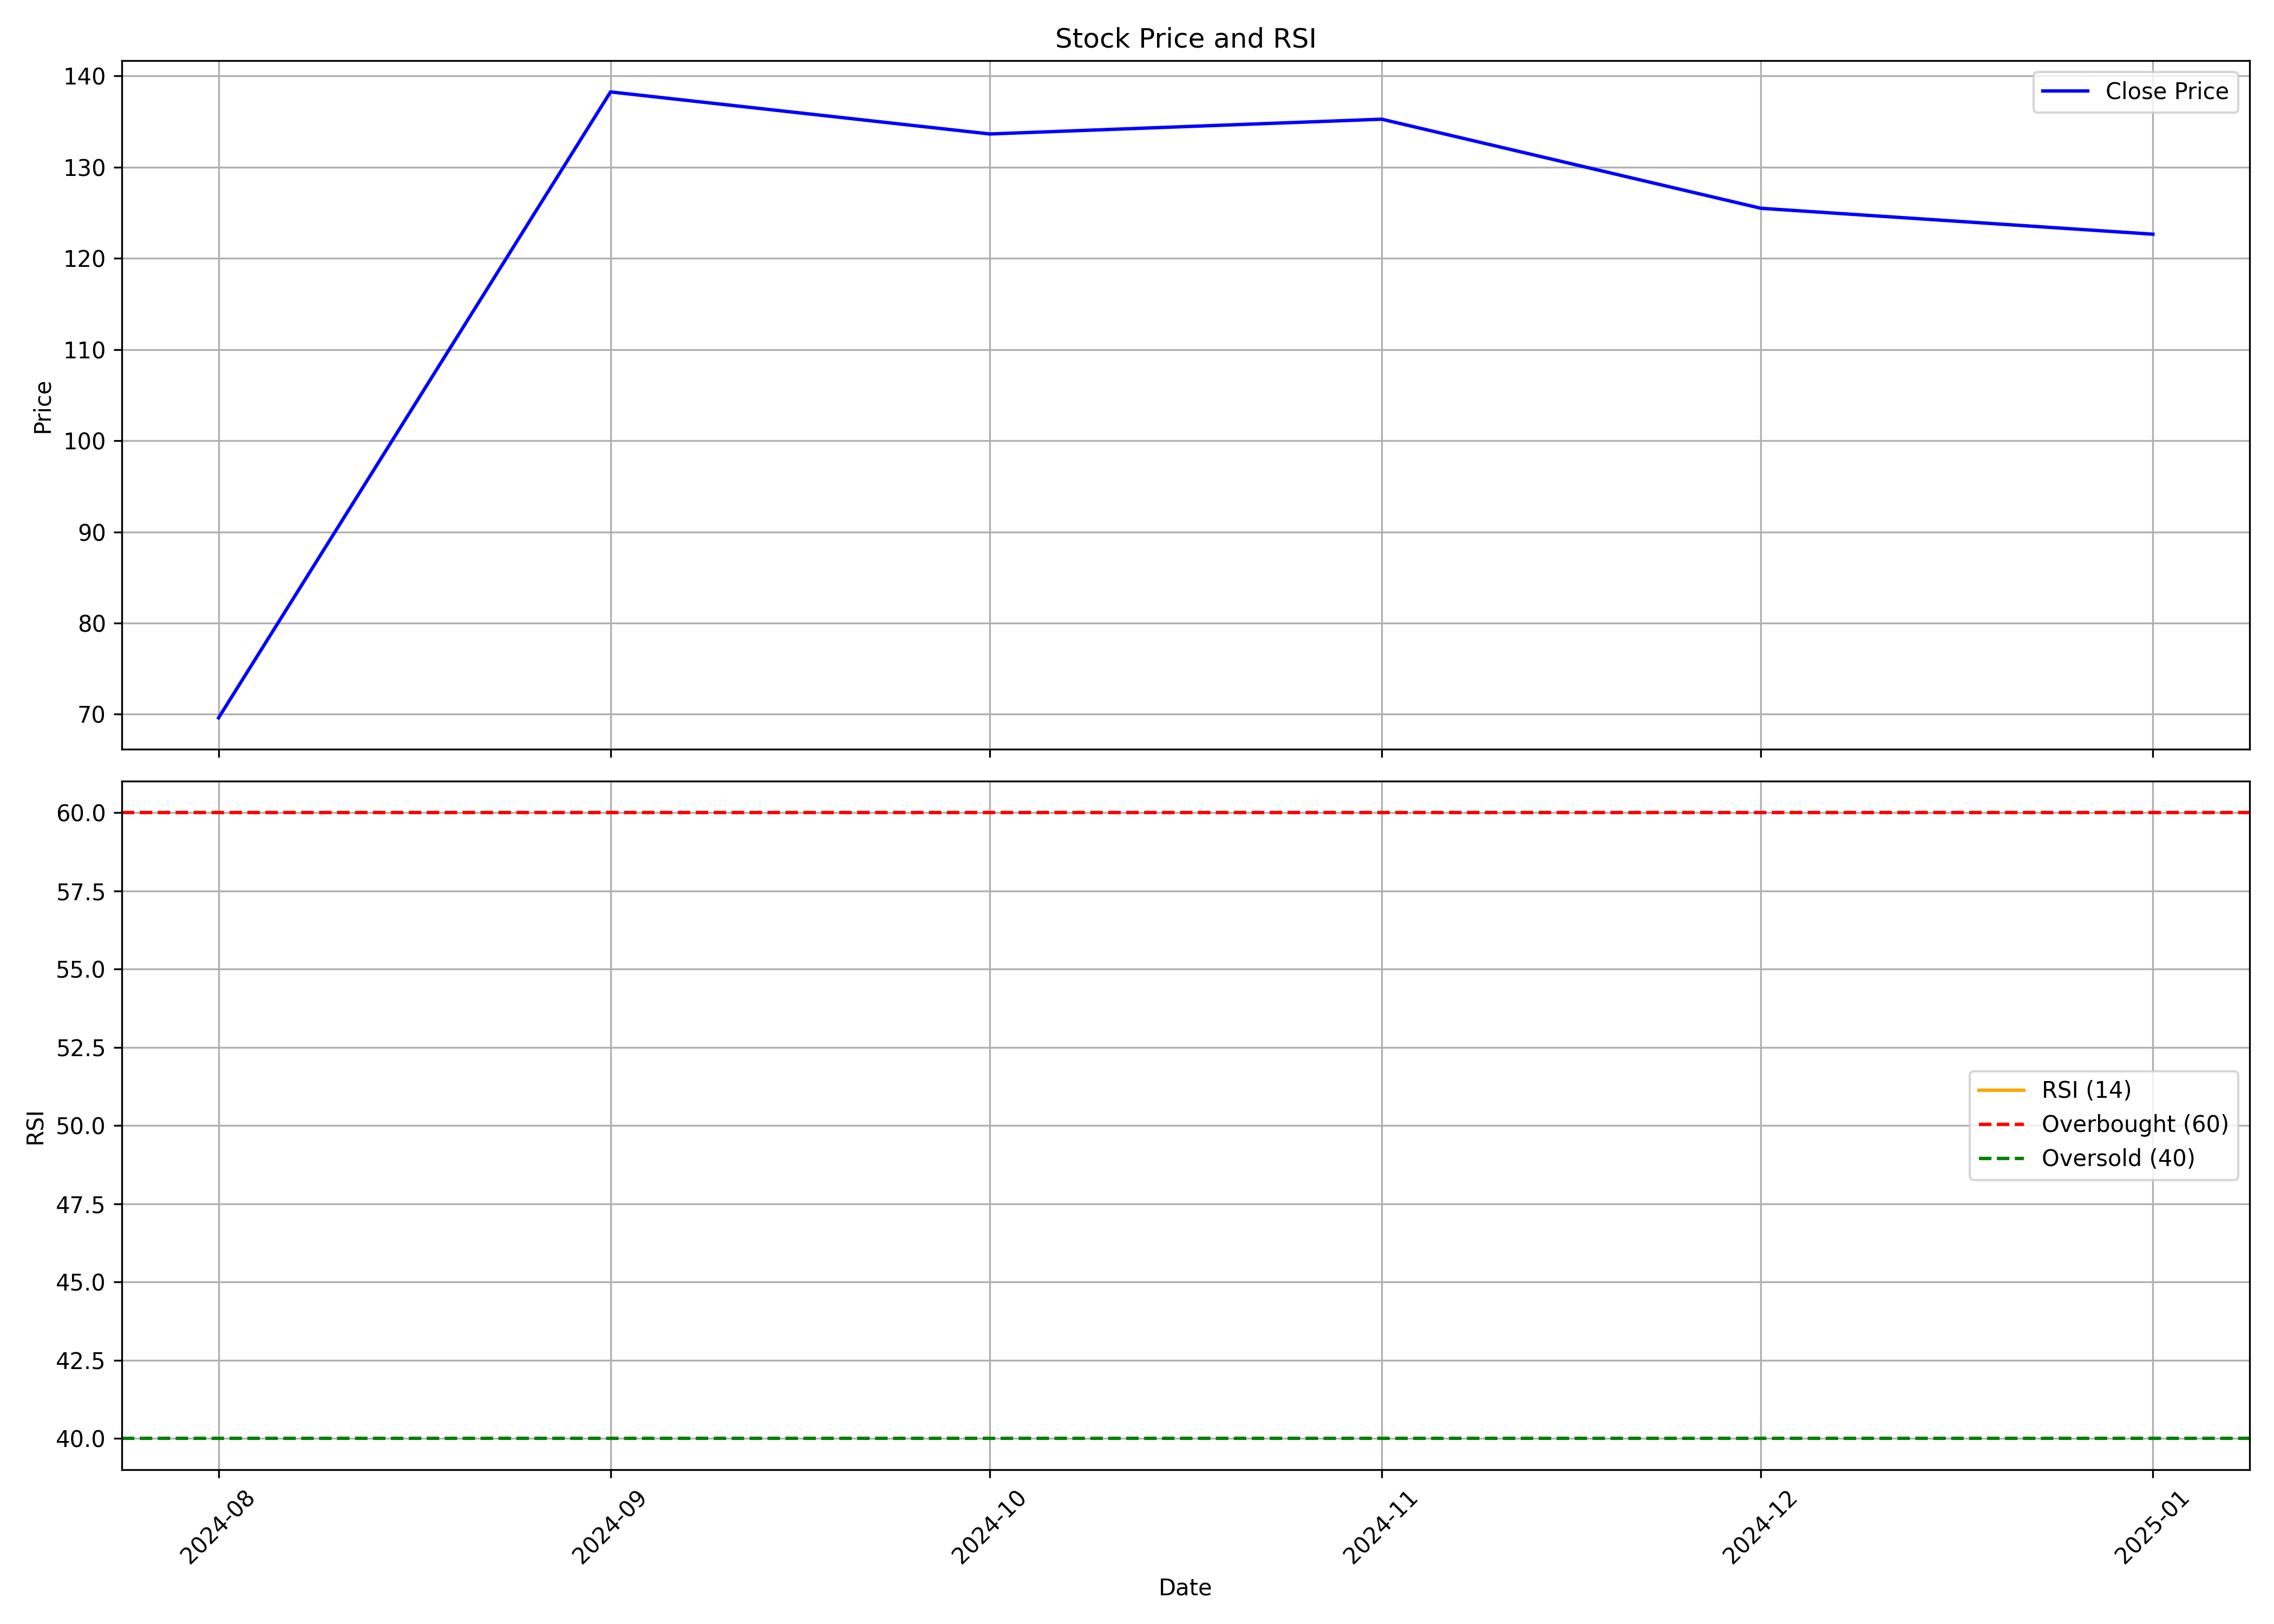 Stock Price and RSI
140
130
120
110
100
90
80
70
Price
Close Price
60.0
57.5
55.0
52.5
50.0
47.5
45.0
42.5
40.0
RSI
RSI (14)
Overbought (60)
Oversold (40)
2024-08
2024-09
2024-10
2024-11
2024-12
2025-01
Date